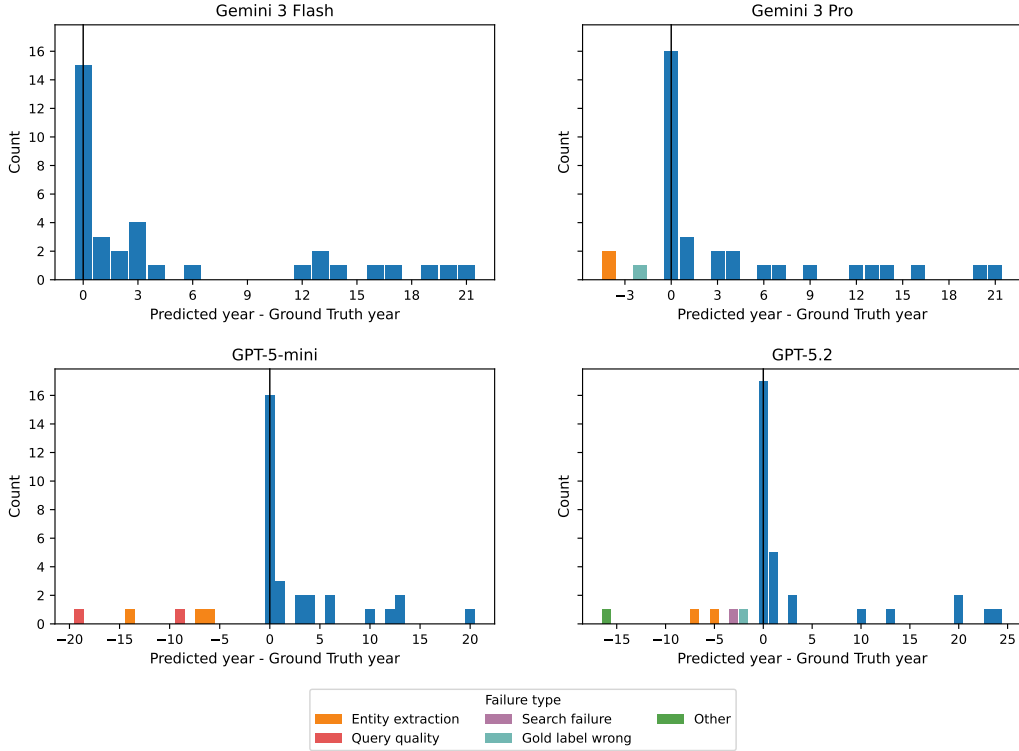 Gemini 3 Flash
16
14
12
10
8
6
4
2
0
Count
0 3 6 9 12 15 18 21
Predicted year - Ground Truth year
Gemini 3 Pro
Count
−3 0 3 6 9 12 15 18 21
Predicted year - Ground Truth year
GPT-5-mini
16
14
12
10
8
6
4
2
0
Count
−20 −15 −10 −5 0 5 10 15 20
Predicted year - Ground Truth year
GPT-5.2
Count
−15 −10 −5 0 5 10 15 20 25
Predicted year - Ground Truth year
Failure type
Entity extraction Search failure Other
Query quality Gold label wrong